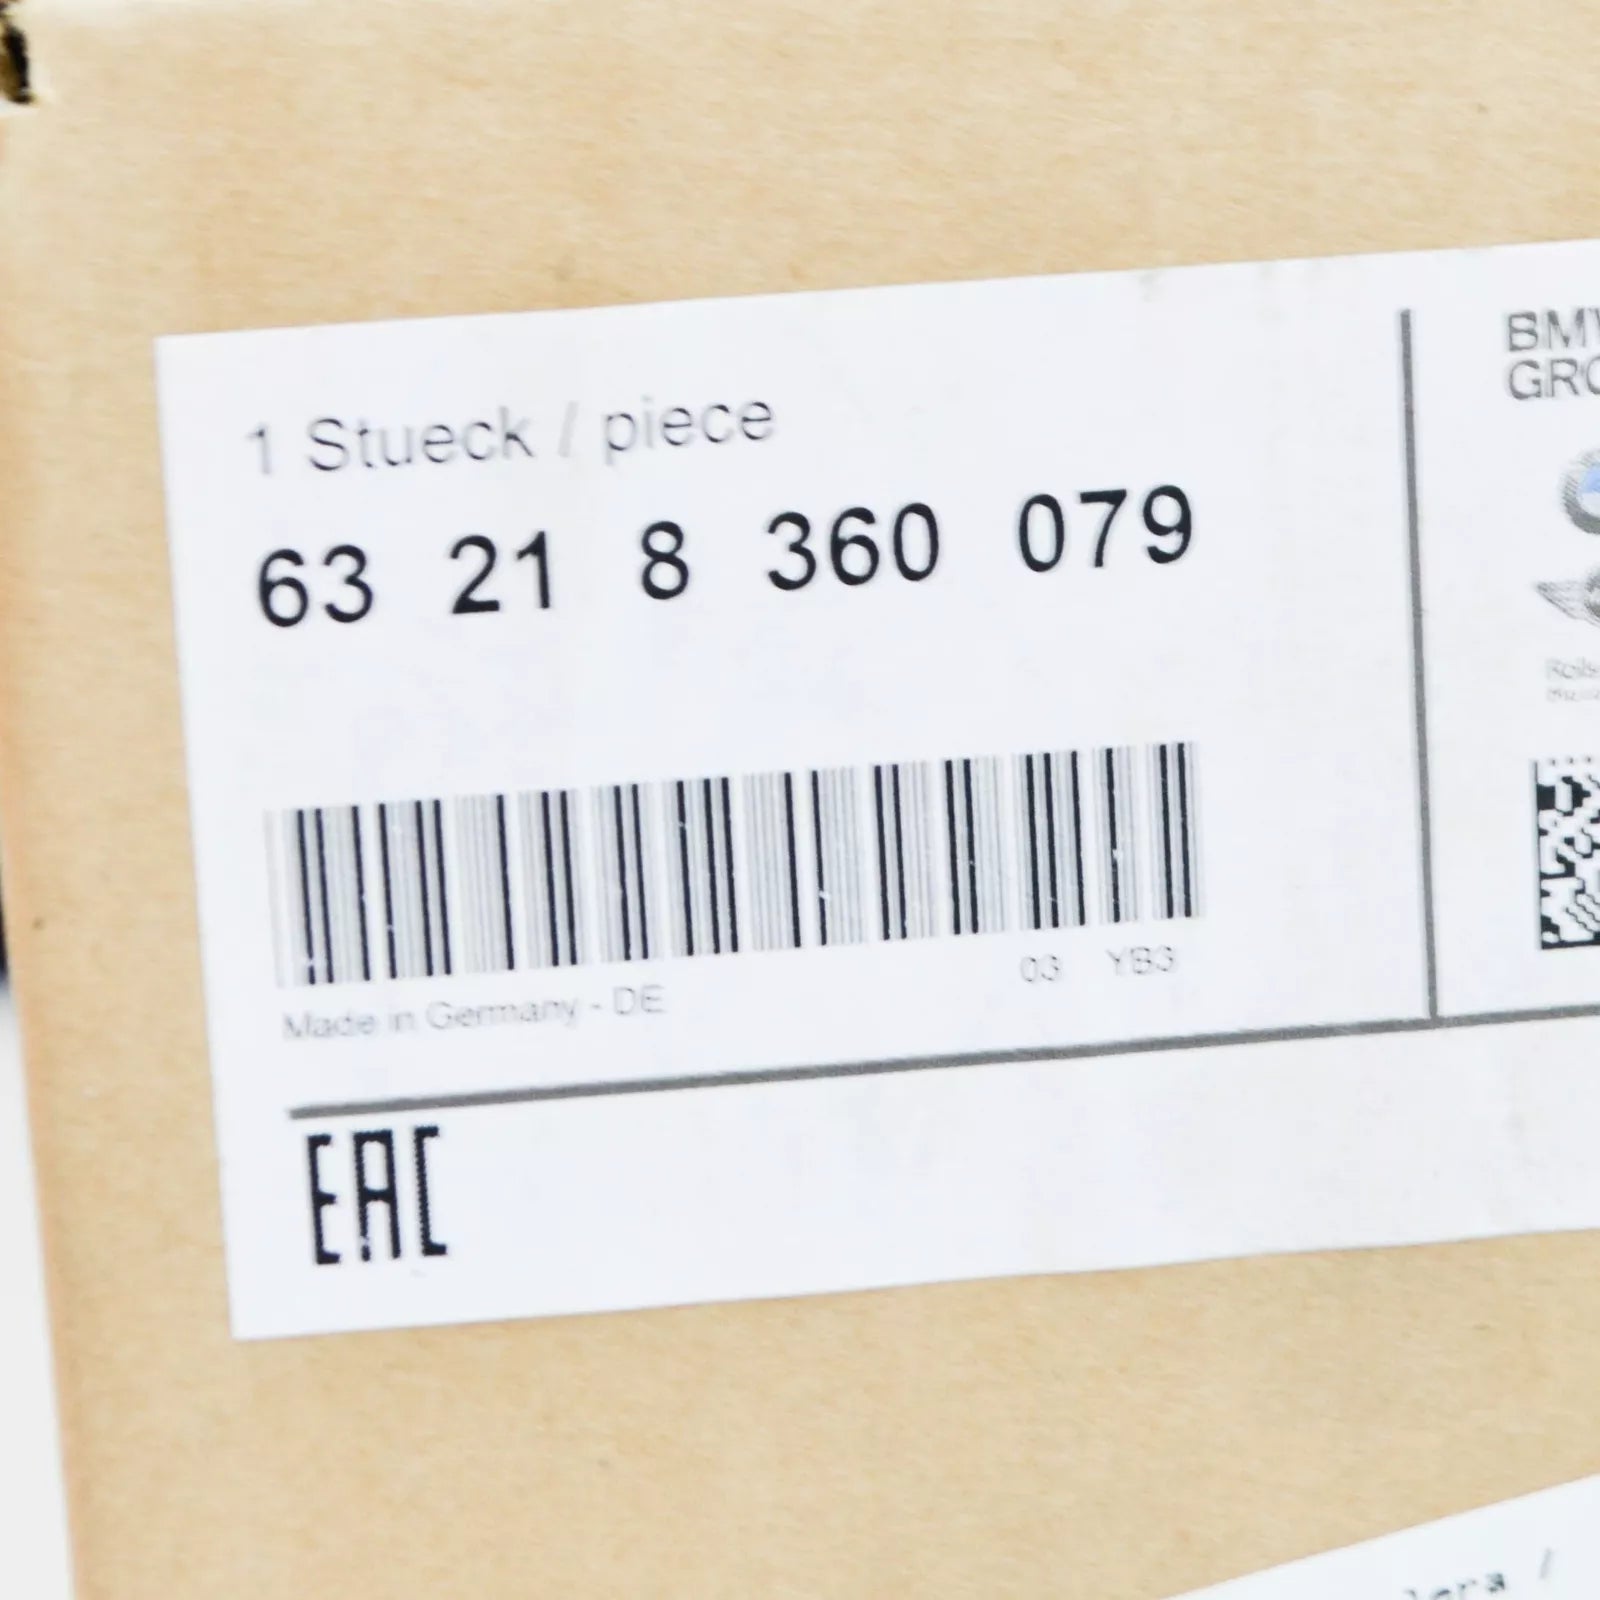 1 Stueck / piece
63 21 8 360 079
03 YB3
Made in Germany - DE
EAC
BMW
GRO